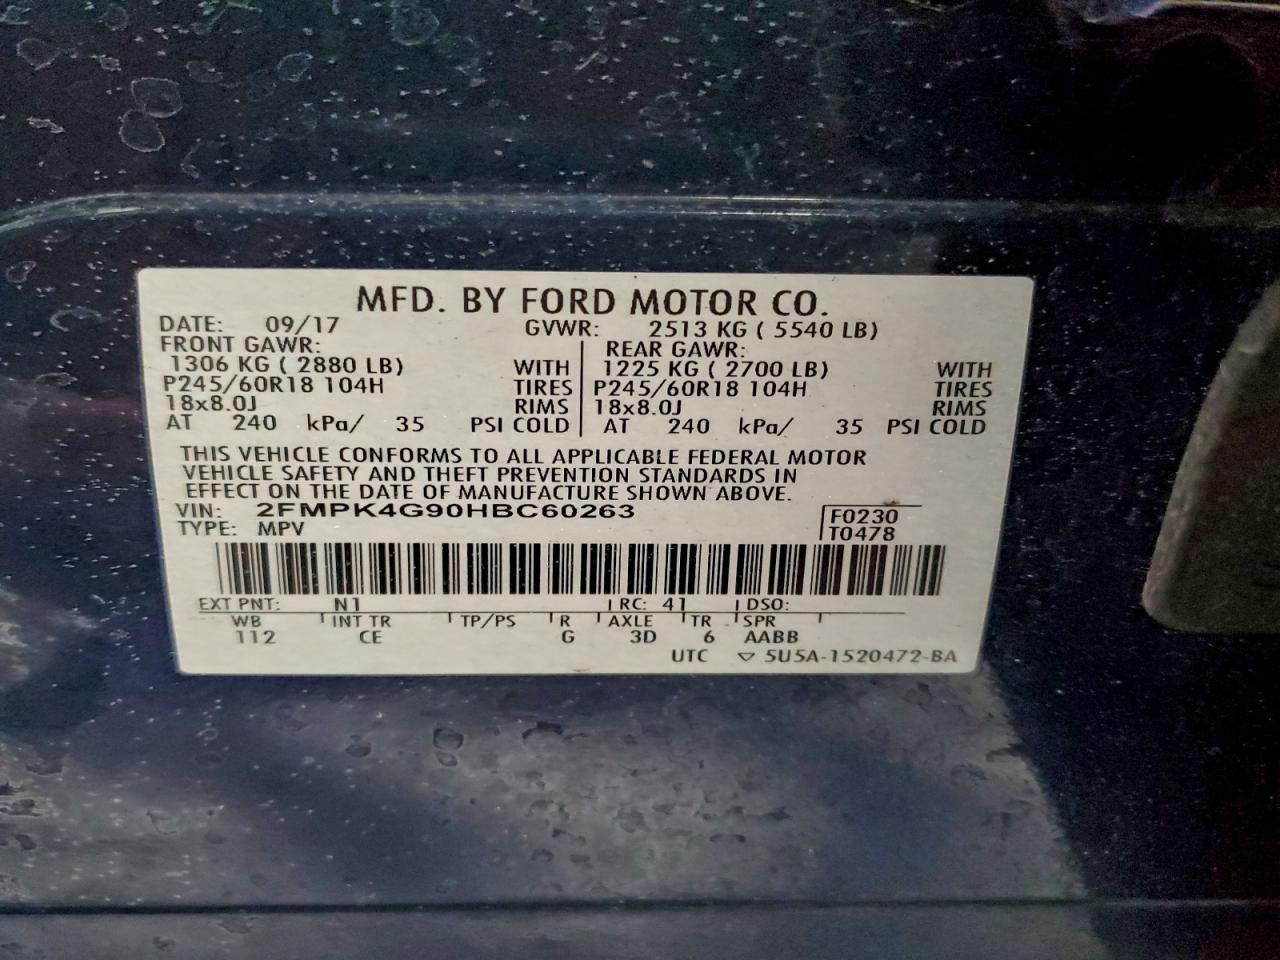 MFD. BY FORD MOTOR CO.
DATE: 09/17 GVWR: 2513 KG ( 5540 LB)
FRONT GAWR: REAR GAWR:
1306 KG ( 2880 LB) WITH 1225 KG ( 2700 LB) WITH
P245/60R18 104H TIRES P245/60R18 104H TIRES
18x8.0J RIMS 18x8.0J RIMS
AT 240 kPa/ 35 PSI COLD AT 240 kPa/ 35 PSI COLD
THIS VEHICLE CONFORMS TO ALL APPLICABLE FEDERAL MOTOR
VEHICLE SAFETY AND THEFT PREVENTION STANDARDS IN
EFFECT ON THE DATE OF MANUFACTURE SHOWN ABOVE.
VIN: 2FMPK4G90HBC60263 F0230
TYPE: MPV T0478
EXT PNT: N1 RC: 41 DSO:
WB INT TR TP/PS R AXLE TR SPR
112 CE G 3D 6 AABB
UTC ▽ 5U5A-1520472-BA